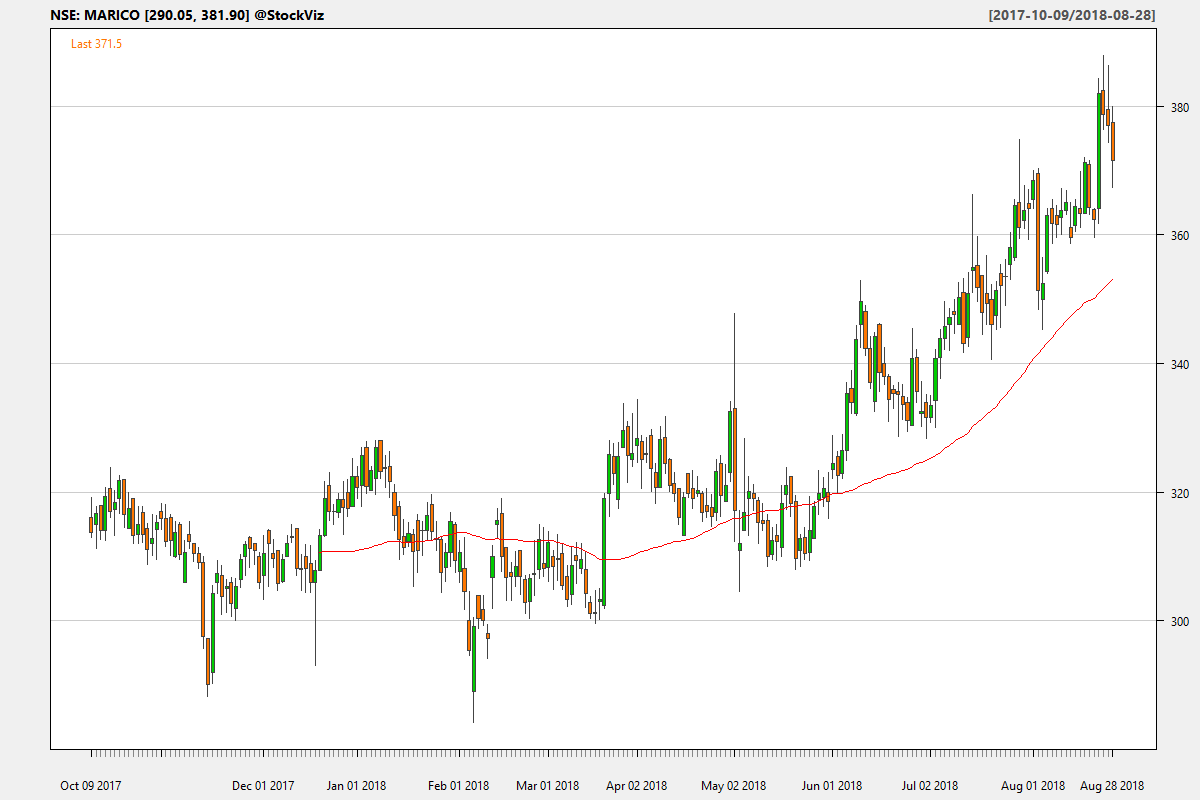 NSE: MARICO [290.05, 381.90] @StockViz [2017-10-09/2018-08-28]
Last 371.5
380
360
340
320
300
Oct 09 2017 Dec 01 2017 Jan 01 2018 Feb 01 2018 Mar 01 2018 Apr 02 2018 May 02 2018 Jun 01 2018 Jul 02 2018 Aug 01 2018 Aug 28 2018